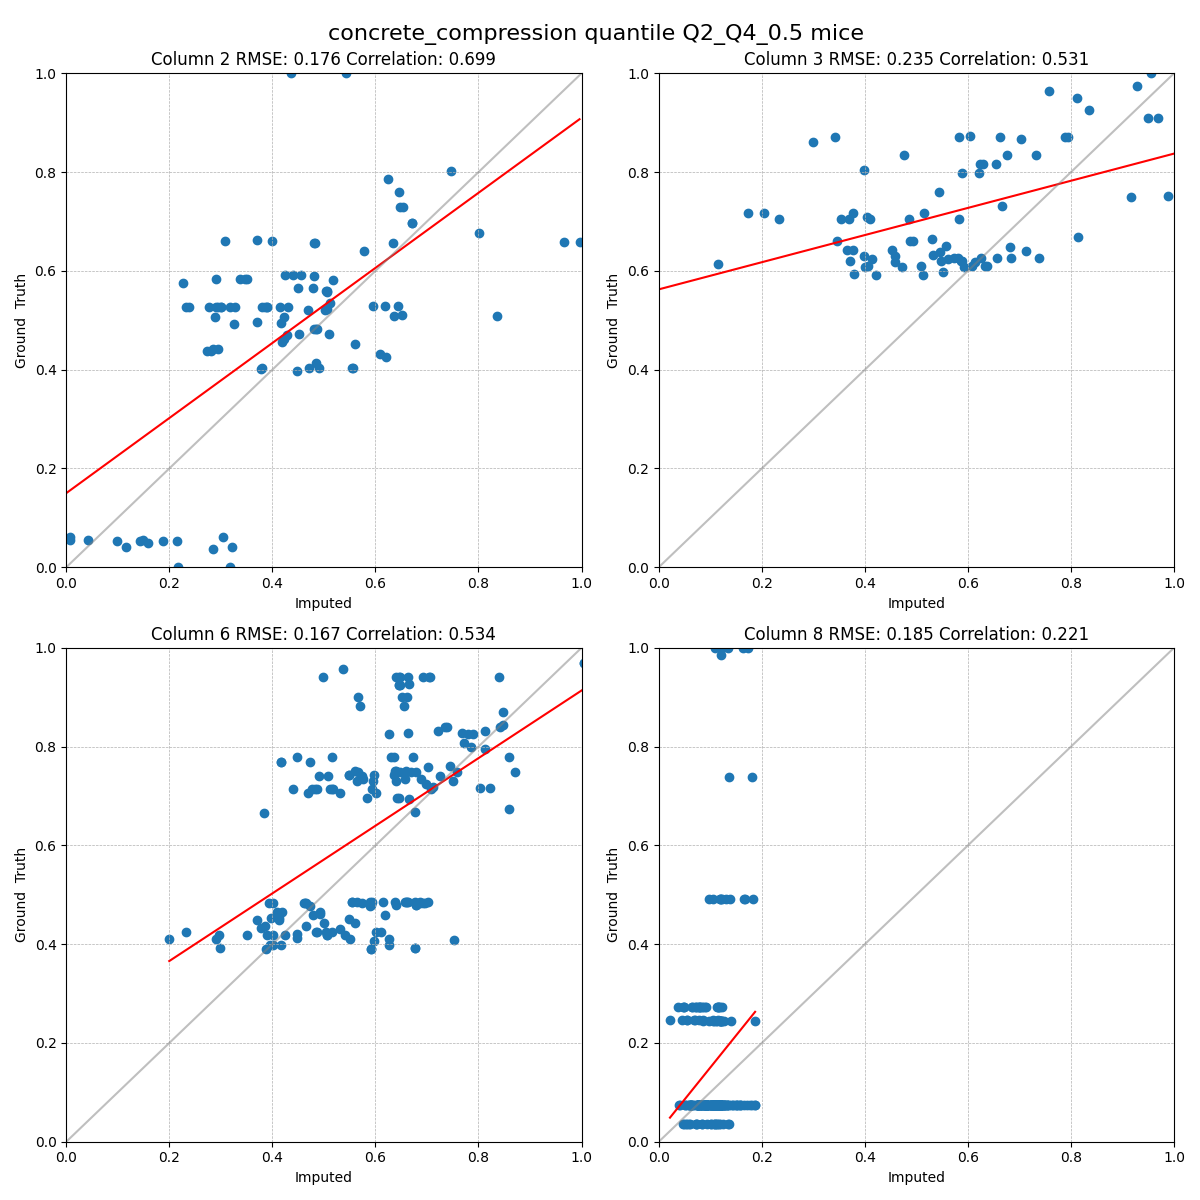 concrete_compression quantile Q2_Q4_0.5 mice
Column 2 RMSE: 0.176 Correlation: 0.699
1.0
0.8
0.6
0.4
0.2
0.0
Ground Truth
0.0 0.2 0.4 0.6 0.8 1.0
Imputed
Column 3 RMSE: 0.235 Correlation: 0.531
1.0
0.8
0.6
0.4
0.2
0.0
Ground Truth
0.0 0.2 0.4 0.6 0.8 1.0
Imputed
Column 6 RMSE: 0.167 Correlation: 0.534
1.0
0.8
0.6
0.4
0.2
0.0
Ground Truth
0.0 0.2 0.4 0.6 0.8 1.0
Imputed
Column 8 RMSE: 0.185 Correlation: 0.221
1.0
0.8
0.6
0.4
0.2
0.0
Ground Truth
0.0 0.2 0.4 0.6 0.8 1.0
Imputed